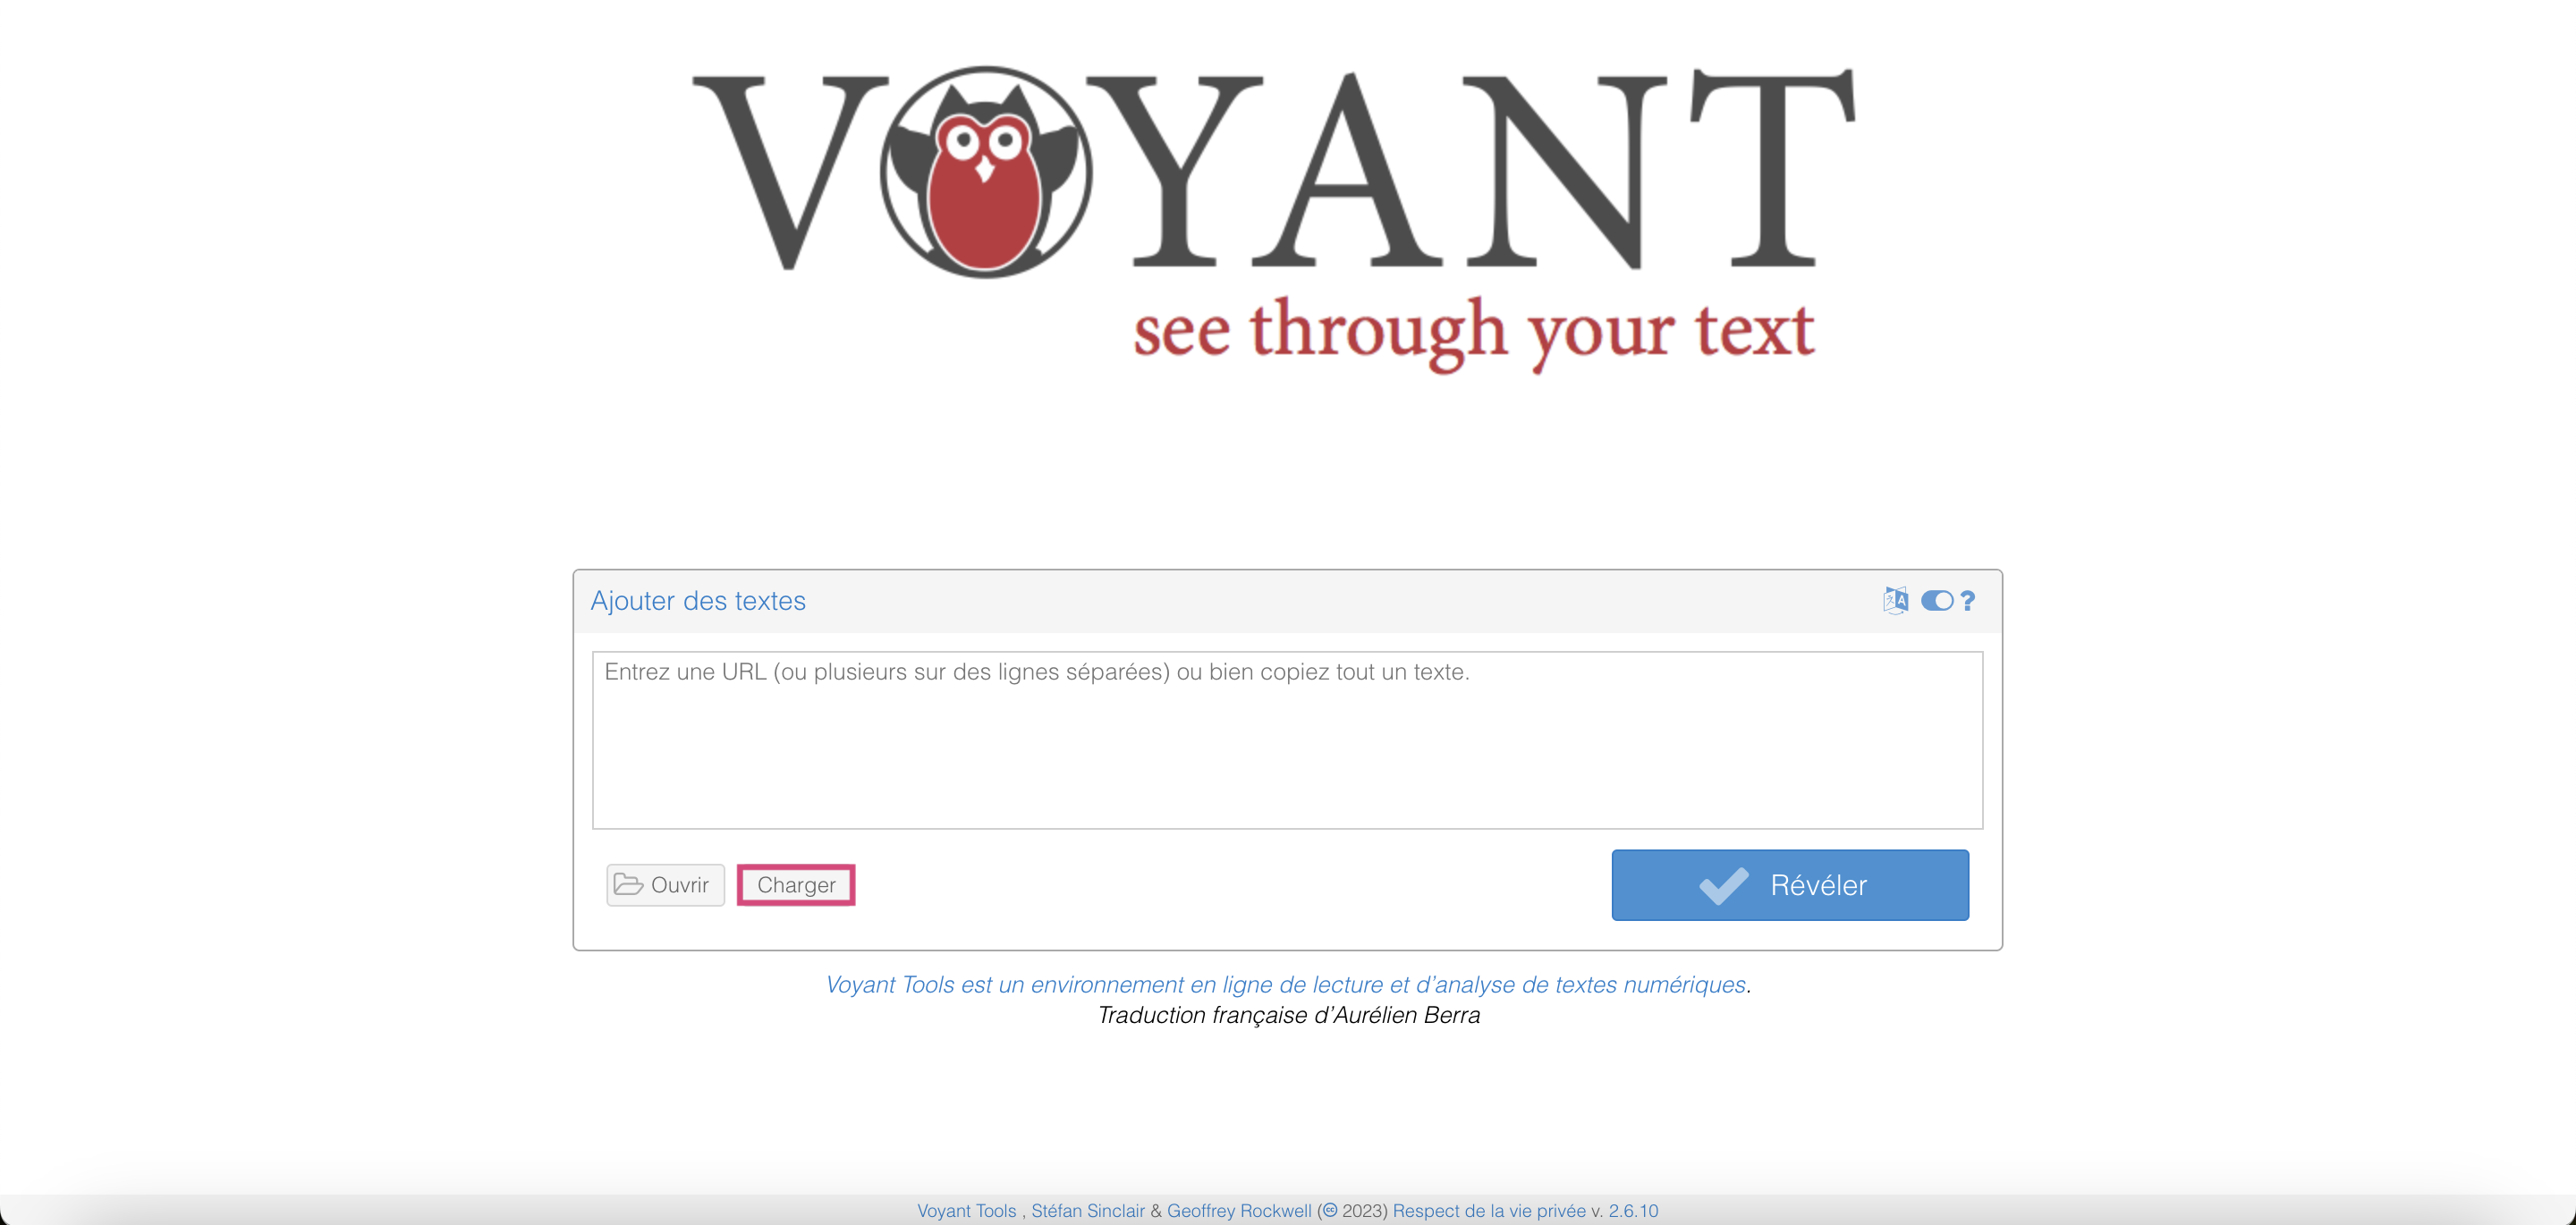 VOYANT
see through your text
Ajouter des textes
Entrez une URL (ou plusieurs sur des lignes séparées) ou bien copiez tout un texte.
Ouvrir
Charger
Révéler
Voyant Tools est un environnement en ligne de lecture et d’analyse de textes numériques.
Traduction française d’Aurélien Berra
Voyant Tools , Stéfan Sinclair & Geoffrey Rockwell (🅭 2023) Respect de la vie privée v. 2.6.10